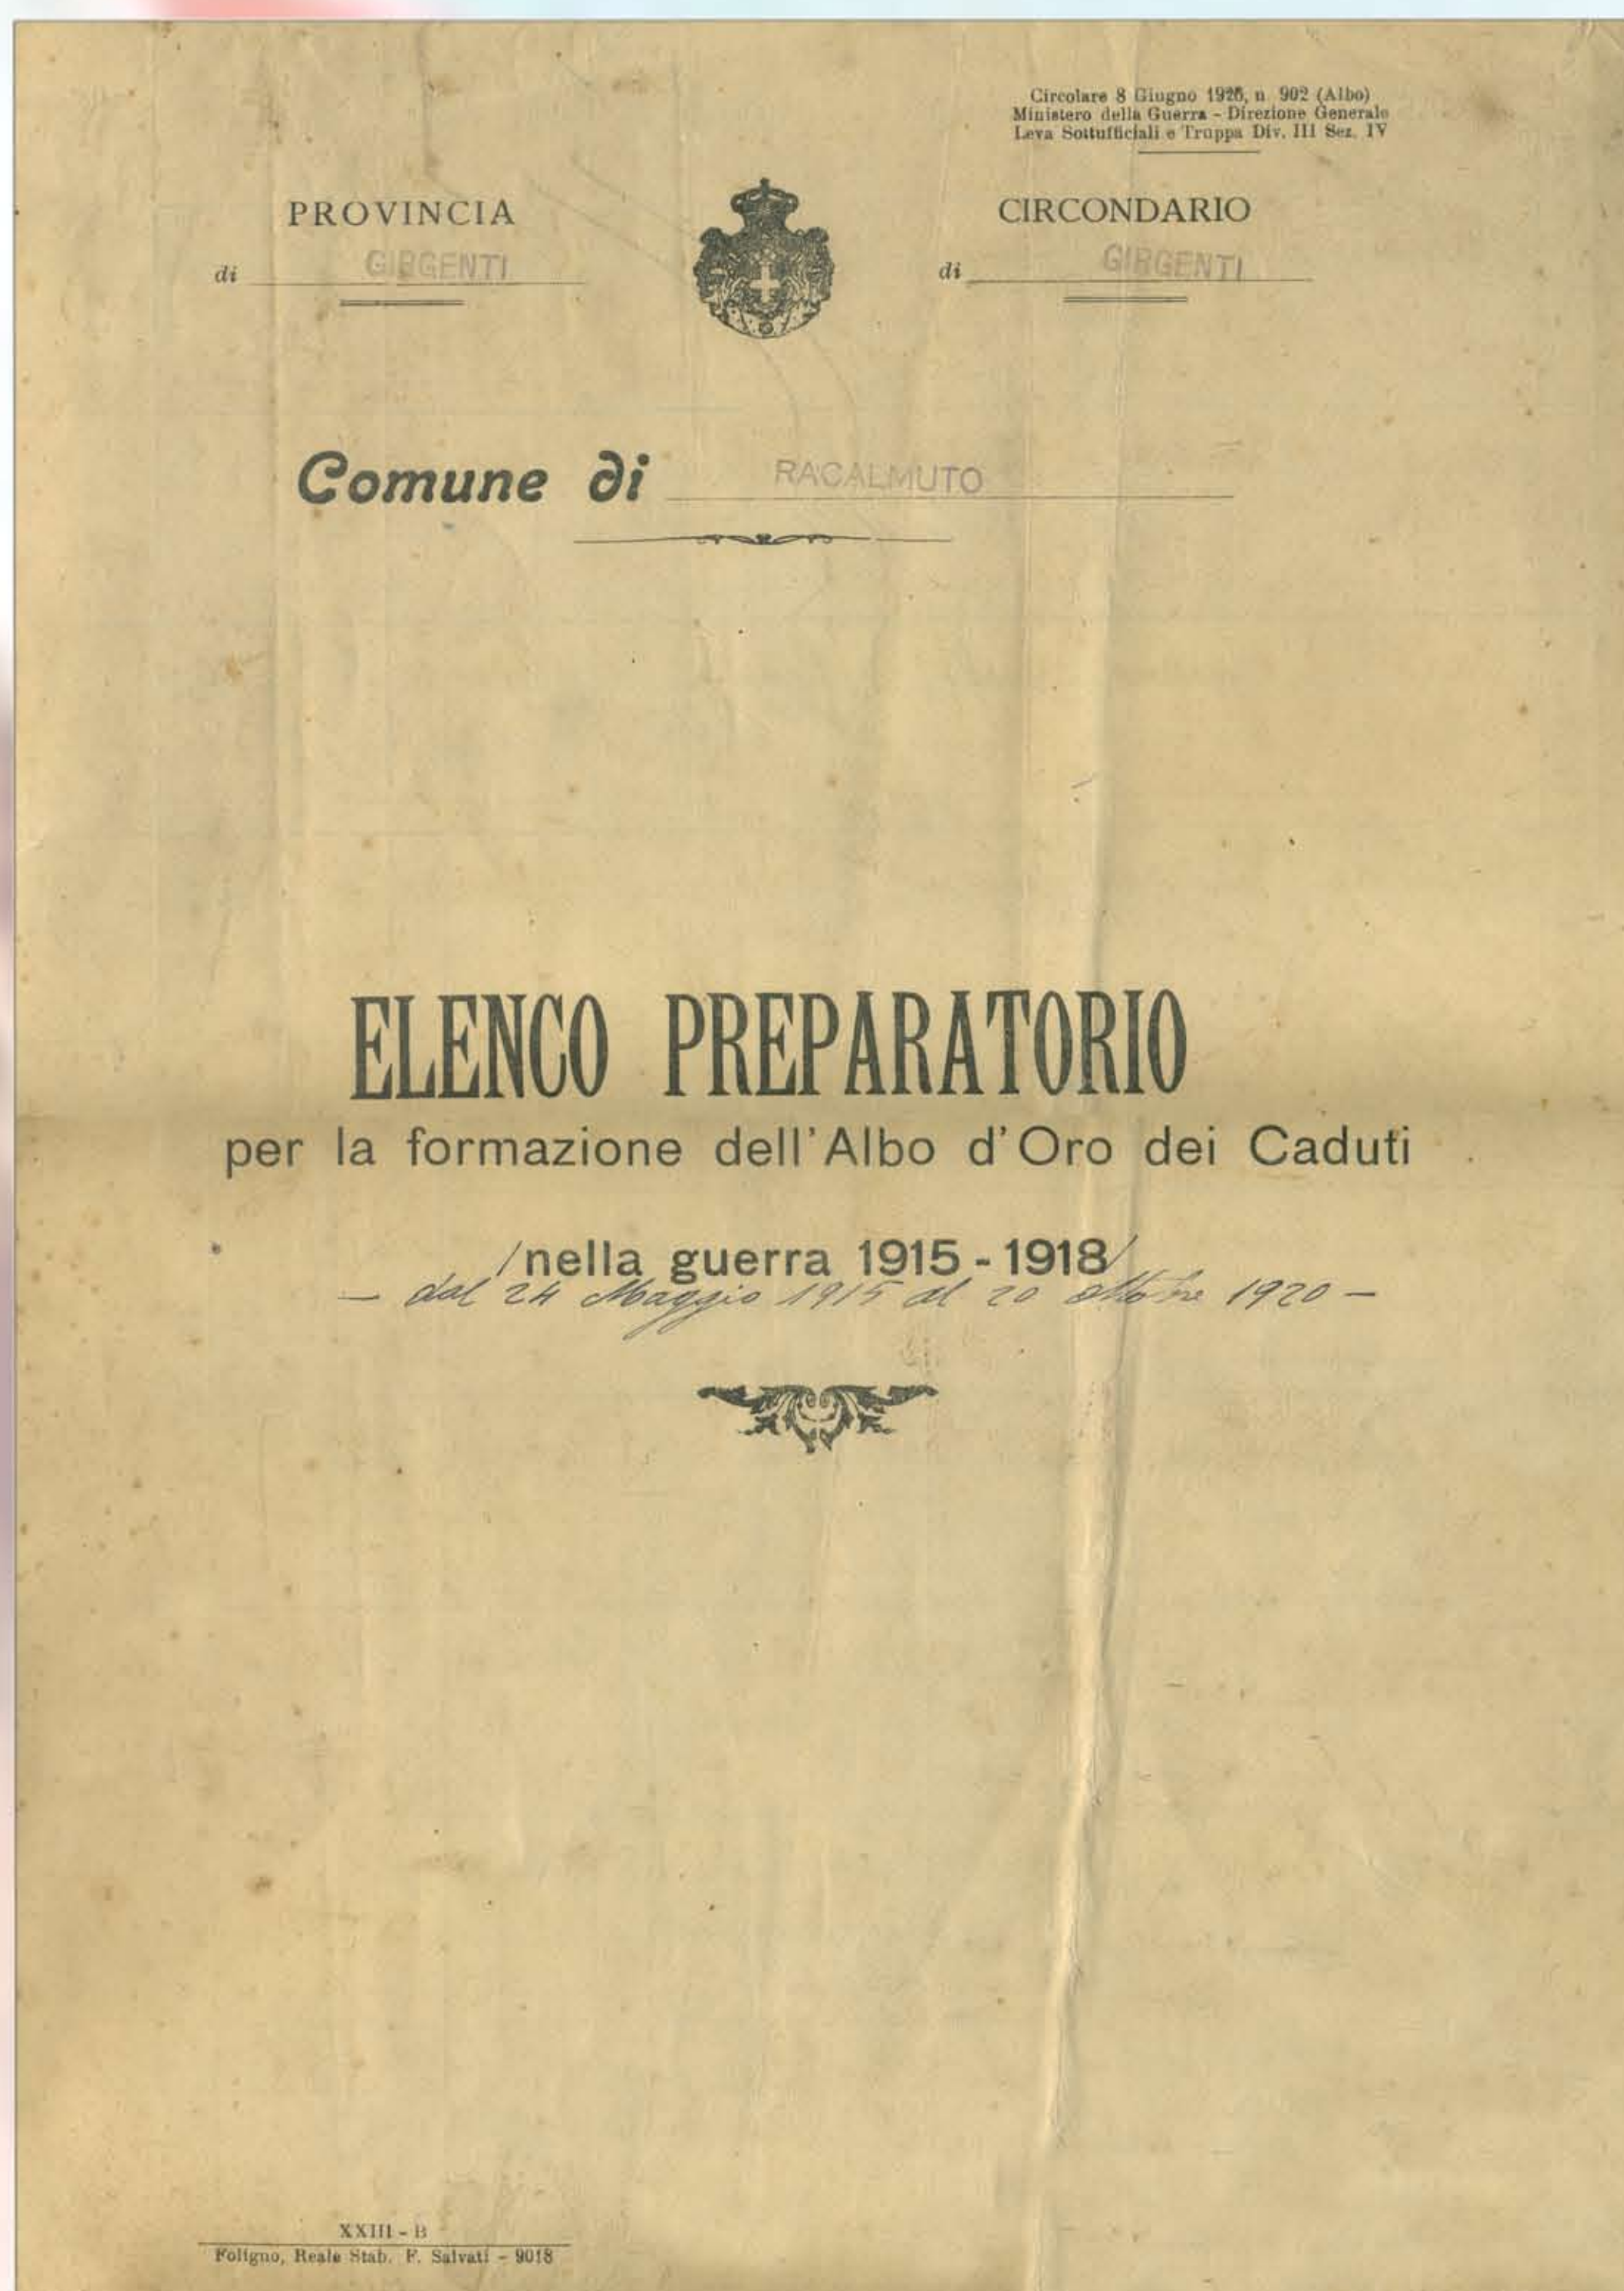 Circolare 8 Giugno 1926, n. 902 (Albo)
Ministero della Guerra - Direzione Generale
Leva Sottufficiali e Truppa Div. III Sez. IV
PROVINCIA
di GIRGENTI
CIRCONDARIO
di GIRGENTI
Comune di RACALMUTO
ELENCO PREPARATORIO
per la formazione dell'Albo d'Oro dei Caduti
/nella guerra 1915-1918/
- dal 24 Maggio 1915 al 20 ottobre 1920 -
XXIII - B
Foligno, Reale Stab. F. Salvati - 9018